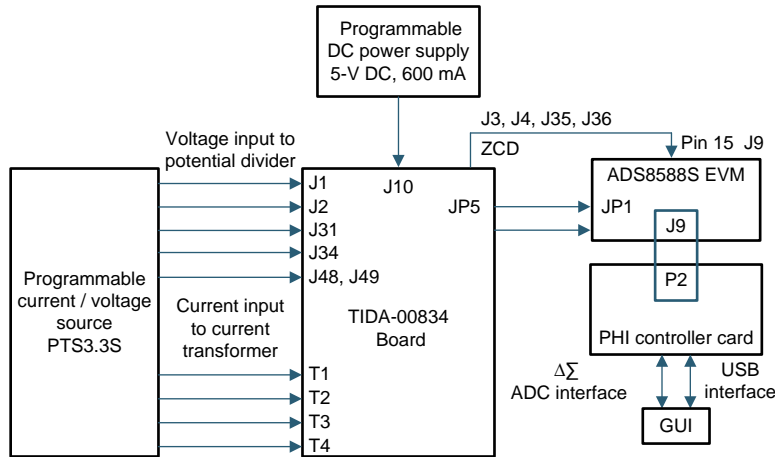 Programmable
DC power supply
5-V DC, 600 mA
J3, J4, J35, J36
ZCD
Pin 15 J9
Voltage input to
potential divider
J1
J2
J31
J34
J48, J49
J10
JP5
ADS8588S EVM
JP1
J9
P2
PHI controller card
Programmable
current / voltage
source
PTS3.3S
Current input
to current
transformer
TIDA-00834
Board
T1
T2
T3
T4
Δ∑
ADC interface
USB
interface
GUI